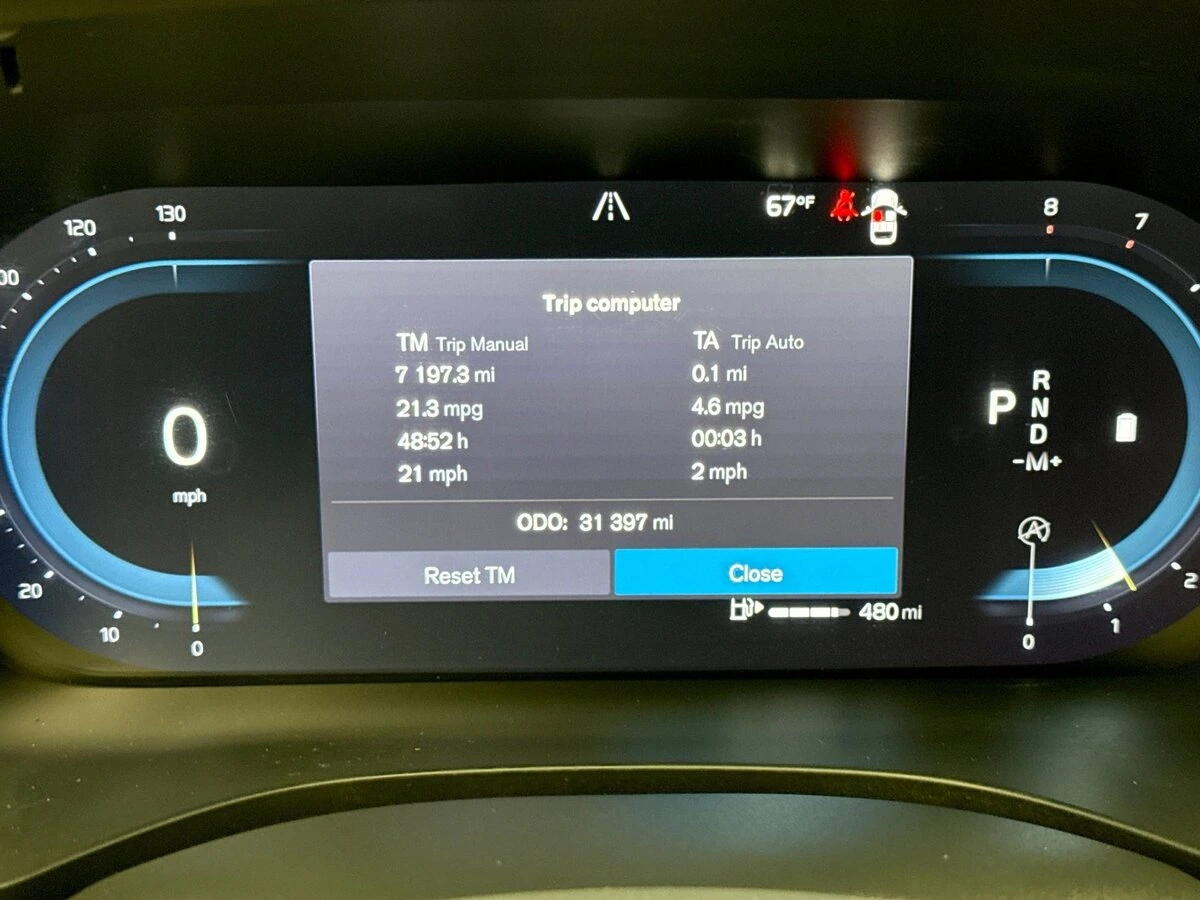 120
130
67°F
8
7
Trip computer
TM Trip Manual
TA Trip Auto
7 197.3 mi
0.1 mi
21.3 mpg
4.6 mpg
48:52 h
00:03 h
21 mph
2 mph
ODO: 31 397 mi
Reset TM
Close
0
mph
P
R
N
D
-M+
A
480 mi
20
10
0
0
1
2